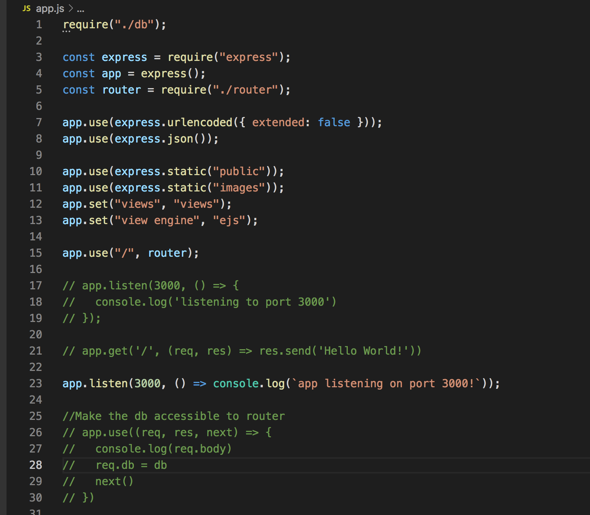 JS app.js > ...
1 require("./db");
2
3 const express = require("express");
4 const app = express();
5 const router = require("./router");
6
7 app.use(express.urlencoded({ extended: false }));
8 app.use(express.json());
9
10 app.use(express.static("public"));
11 app.use(express.static("images"));
12 app.set("views", "views");
13 app.set("view engine", "ejs");
14
15 app.use("/", router);
16
17 // app.listen(3000, () => {
18 //   console.log('listening to port 3000')
19 // });
20
21 // app.get('/', (req, res) => res.send('Hello World!'))
22
23 app.listen(3000, () => console.log(`app listening on port 3000!`));
24
25 //Make the db accessible to router
26 // app.use((req, res, next) => {
27 //   console.log(req.body)
28 //   req.db = db
29 //   next()
30 // })
31